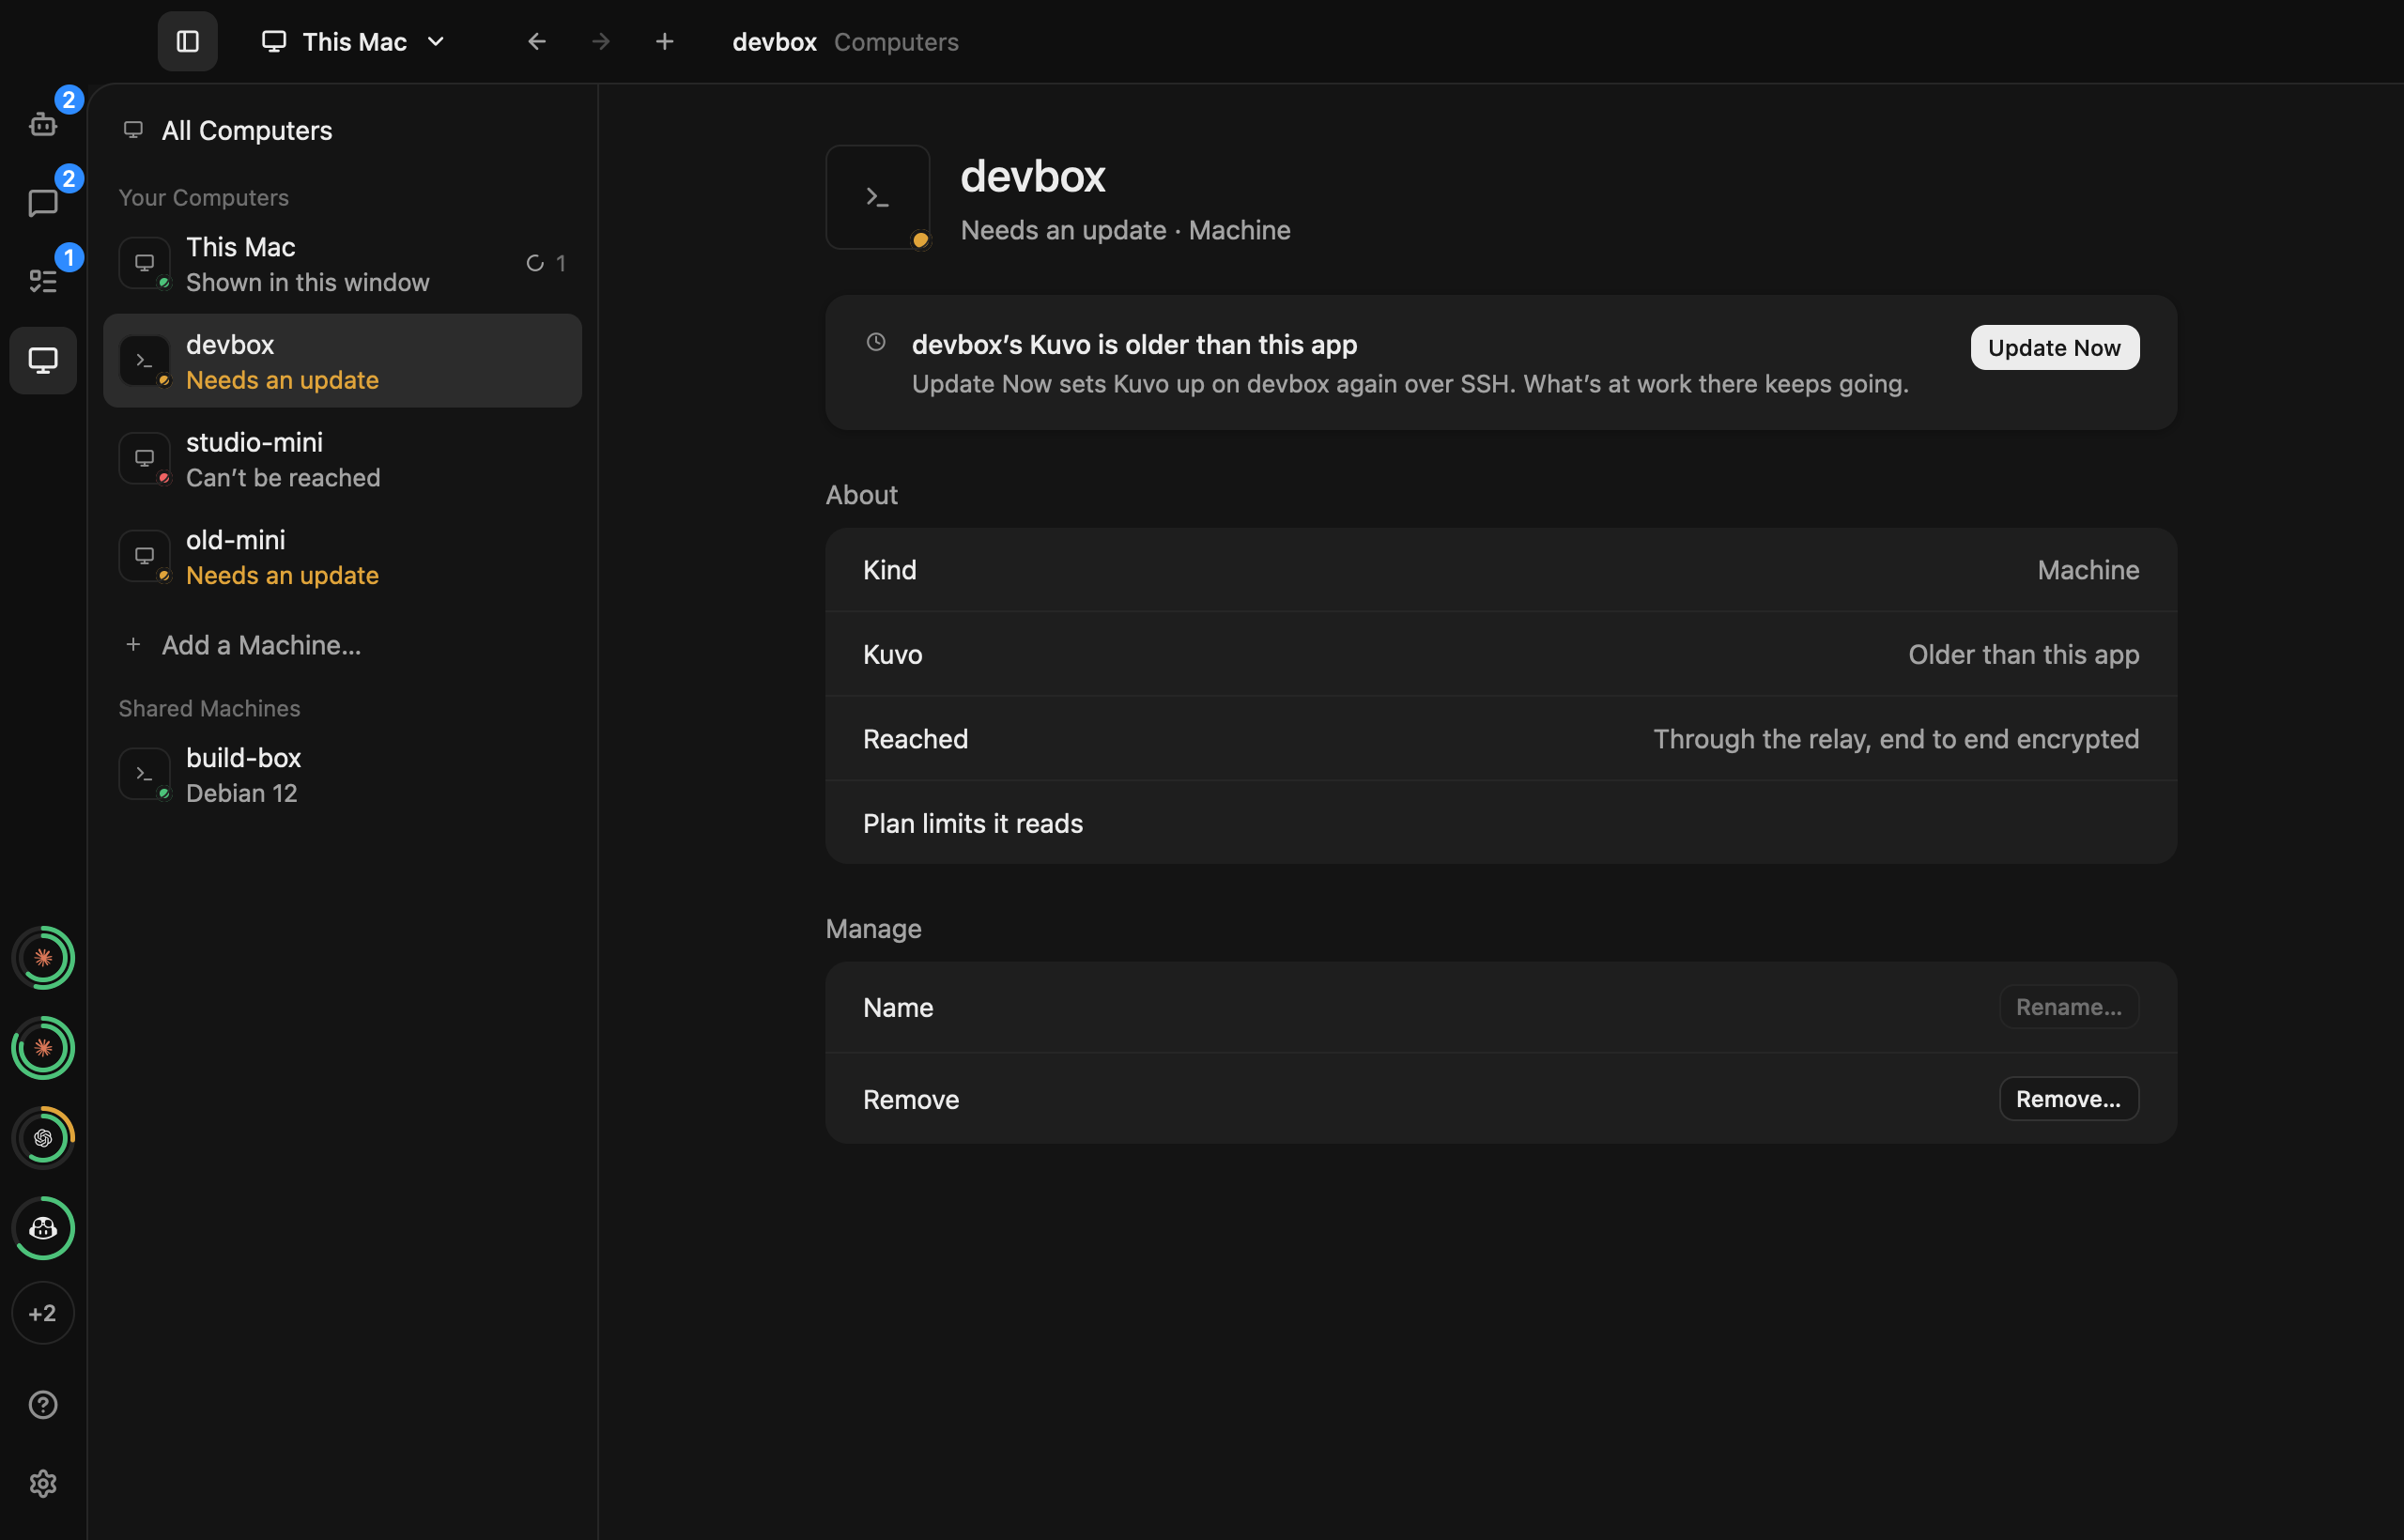 This Mac
devbox Computers
2
2
1
All Computers
Your Computers
This Mac
Shown in this window
1
devbox
Needs an update
studio-mini
Can’t be reached
old-mini
Needs an update
+ Add a Machine…
Shared Machines
build-box
Debian 12
+2
devbox
Needs an update · Machine
devbox’s Kuvo is older than this app
Update Now sets Kuvo up on devbox again over SSH. What’s at work there keeps going.
Update Now
About
Kind Machine
Kuvo Older than this app
Reached Through the relay, end to end encrypted
Plan limits it reads
Manage
Name Rename…
Remove Remove…